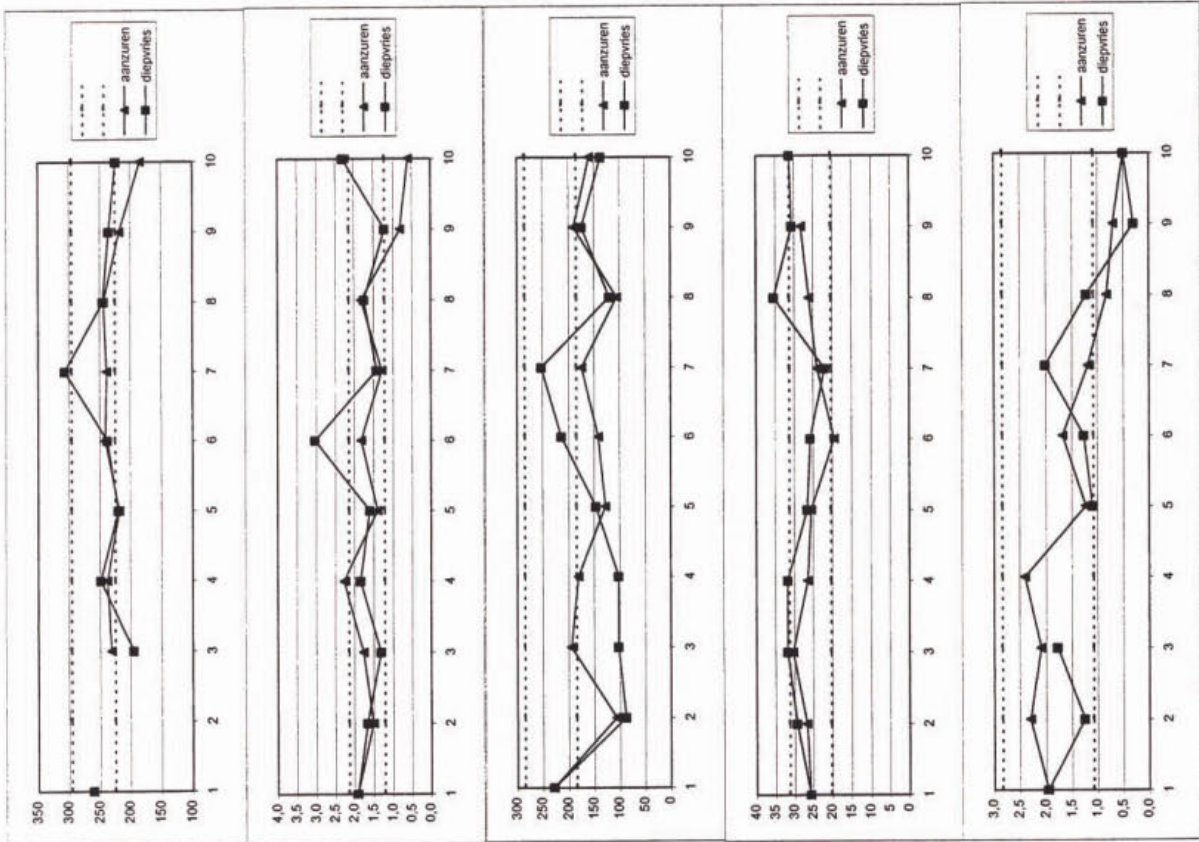 350 300 250 200 150 100
1 2 3 4 5 6 7 8 9 10
aanzuren
diepvries
4,0 3,5 3,0 2,5 2,0 1,5 1,0 0,5 0,0
1 2 3 4 5 6 7 8 9 10
aanzuren
diepvries
300 250 200 150 100 50 0
1 2 3 4 5 6 7 8 9 10
aanzuren
diepvries
40 35 30 25 20 15 10 5 0
1 2 3 4 5 6 7 8 9 10
aanzuren
diepvries
3,0 2,5 2,0 1,5 1,0 0,5 0,0
1 2 3 4 5 6 7 8 9 10
aanzuren
diepvries